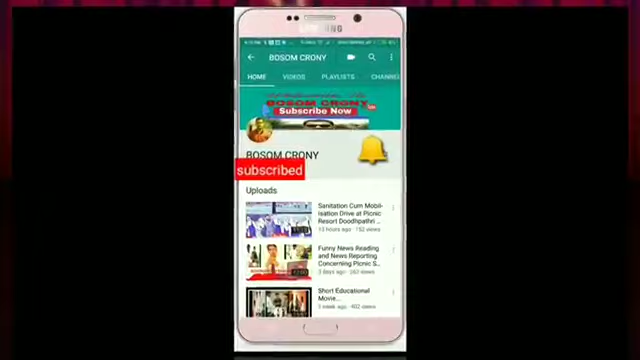 SAMSUNG
BOSOM CRONY
HOME VIDEOS PLAYLISTS CHANNE
BOSOM CRONY
Subscribe Now
BOSOM CRONY
subscribed
Uploads
Sanitation Cum Mobil-
isation Drive at Picnic
Resort Doodhpathri ...
13 hours ago · 152 views
Funny News Reading
and News Reporting
Concerning Picnic S...
3 days ago · 262 views
Short Educational
Movie...
1 week ago · 402 views